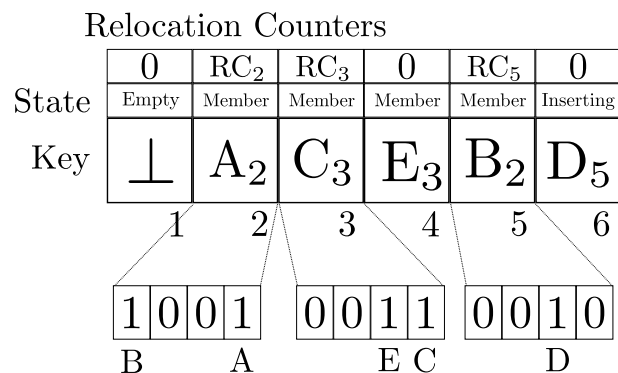 Relocation Counters
0 RC₂ RC₃ 0 RC₅ 0
State Empty Member Member Member Member Inserting
Key ⊥ A₂ C₃ E₃ B₂ D₅
1 2 3 4 5 6
1 0 0 1 0 0 1 1 0 0 1 0
B A E C D